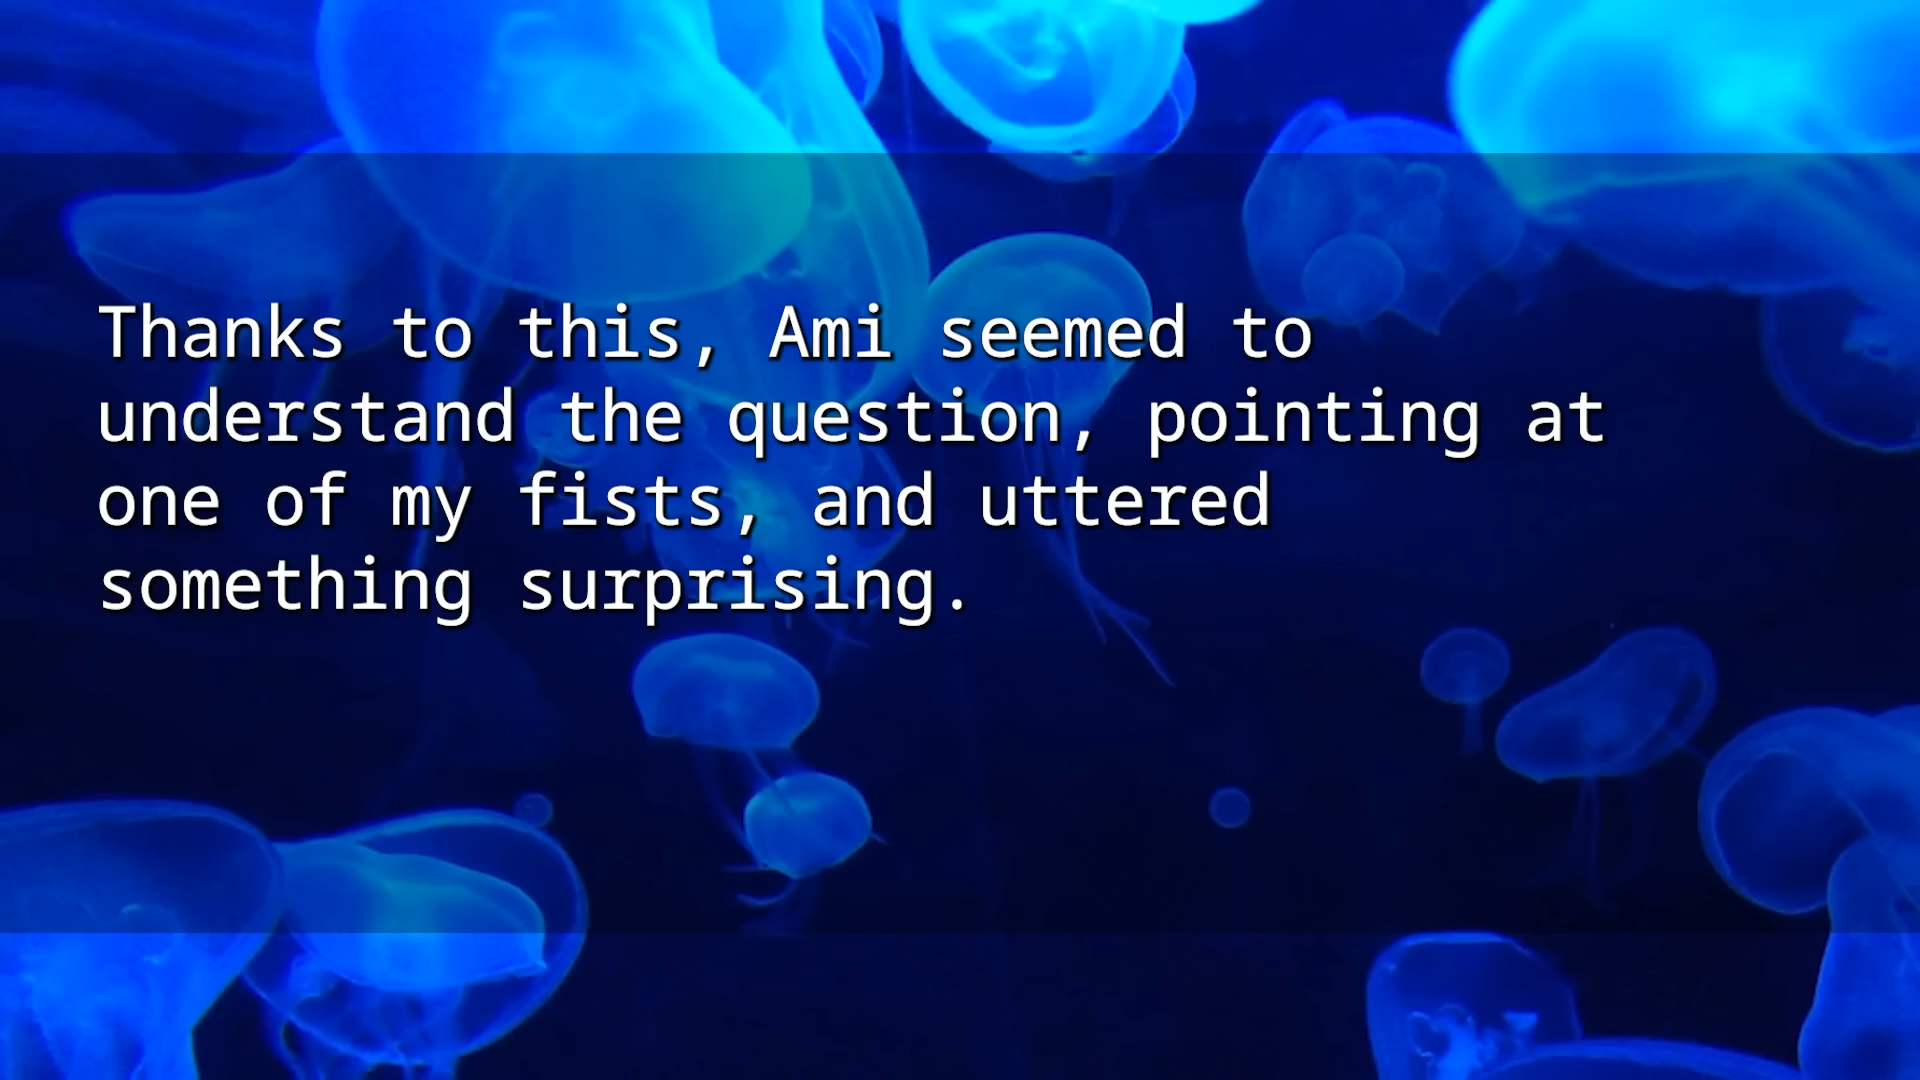 Thanks to this, Ami seemed to
understand the question, pointing at
one of my fists, and uttered
something surprising.